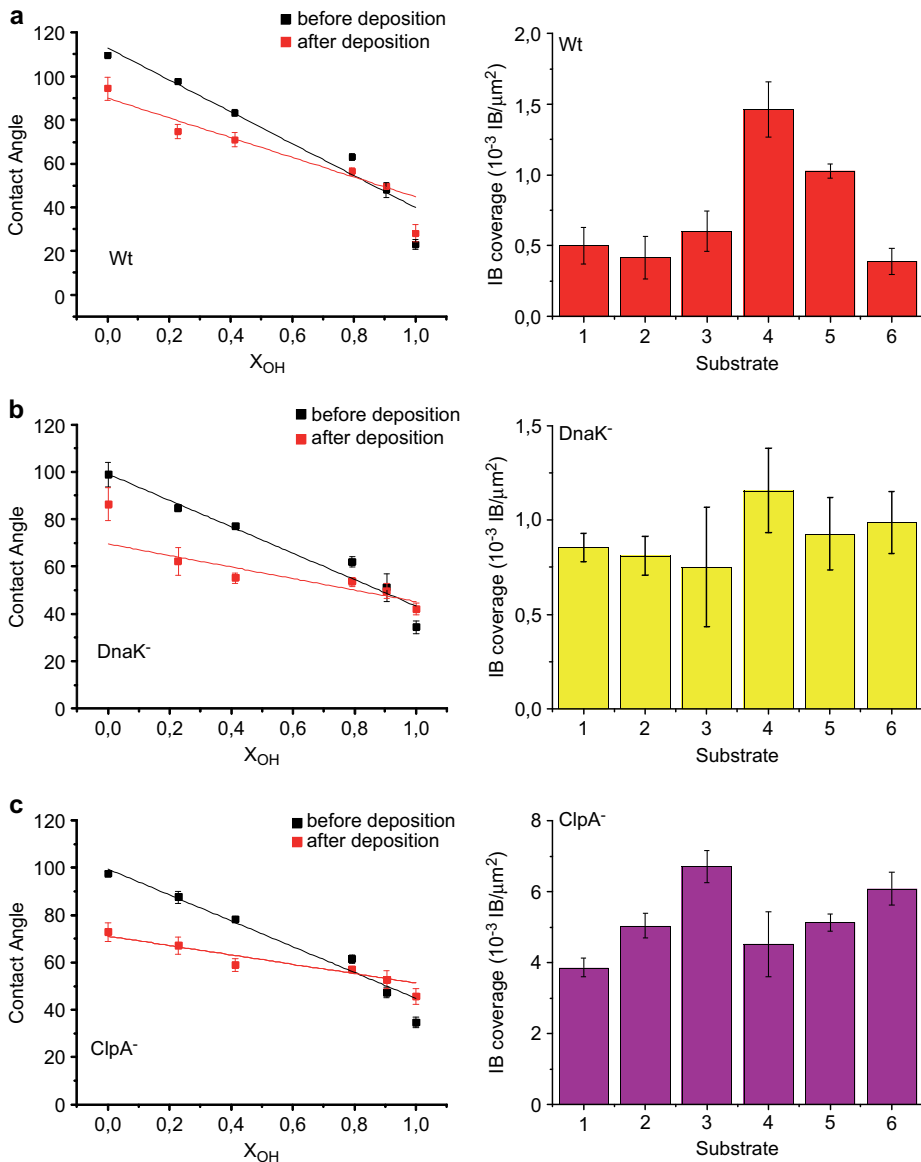 a
before deposition
after deposition
120
100
80
60
40
20
0
Contact Angle
Wt
0,0 0,2 0,4 0,6 0,8 1,0
X_OH
Wt
2,0
1,5
1,0
0,5
0,0
IB coverage (10⁻³ IB/μm²)
1 2 3 4 5 6
Substrate
b
before deposition
after deposition
120
100
80
60
40
20
0
Contact Angle
DnaK⁻
0,0 0,2 0,4 0,6 0,8 1,0
X_OH
DnaK⁻
1,5
1,0
0,5
0,0
IB coverage (10⁻³ IB/μm²)
1 2 3 4 5 6
Substrate
c
before deposition
after deposition
120
100
80
60
40
20
0
Contact Angle
ClpA⁻
0,0 0,2 0,4 0,6 0,8 1,0
X_OH
ClpA⁻
8
6
4
2
0
IB coverage (10⁻³ IB/μm²)
1 2 3 4 5 6
Substrate